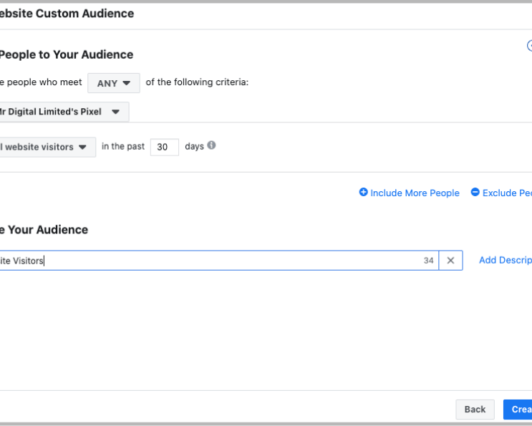 ebsite Custom Audience
People to Your Audience
e people who meet ANY of the following criteria:
r Digital Limited's Pixel
l website visitors in the past 30 days
Include More People Exclude Pe
e Your Audience
ite Visitors 34 Add Descrip
Back Crea